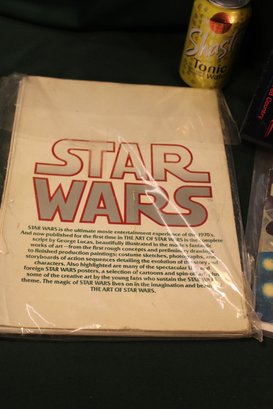 Shasta
Tonic
Water
STAR
WARS
STAR WARS is the ultimate movie entertainment experience of the 1970's.
And now published for the first time in THE ART OF STAR WARS is the complete
script by George Lucas, beautifully illustrated in the movie's fantastic
works of art—from the first rough concepts and preliminary drawings
to finished production paintings; costume sketches, photographs, and
storyboards of action sequences detailing the evolution of the story and
characters. Also highlighted are many of the spectacular U.S. and
foreign STAR WARS posters, a selection of cartoons and spin-off art, plus
some of the creative art by the young fans who sustain the STAR WARS
theme. The magic of STAR WARS lives on in the imagination and beauty of
THE ART OF STAR WARS.